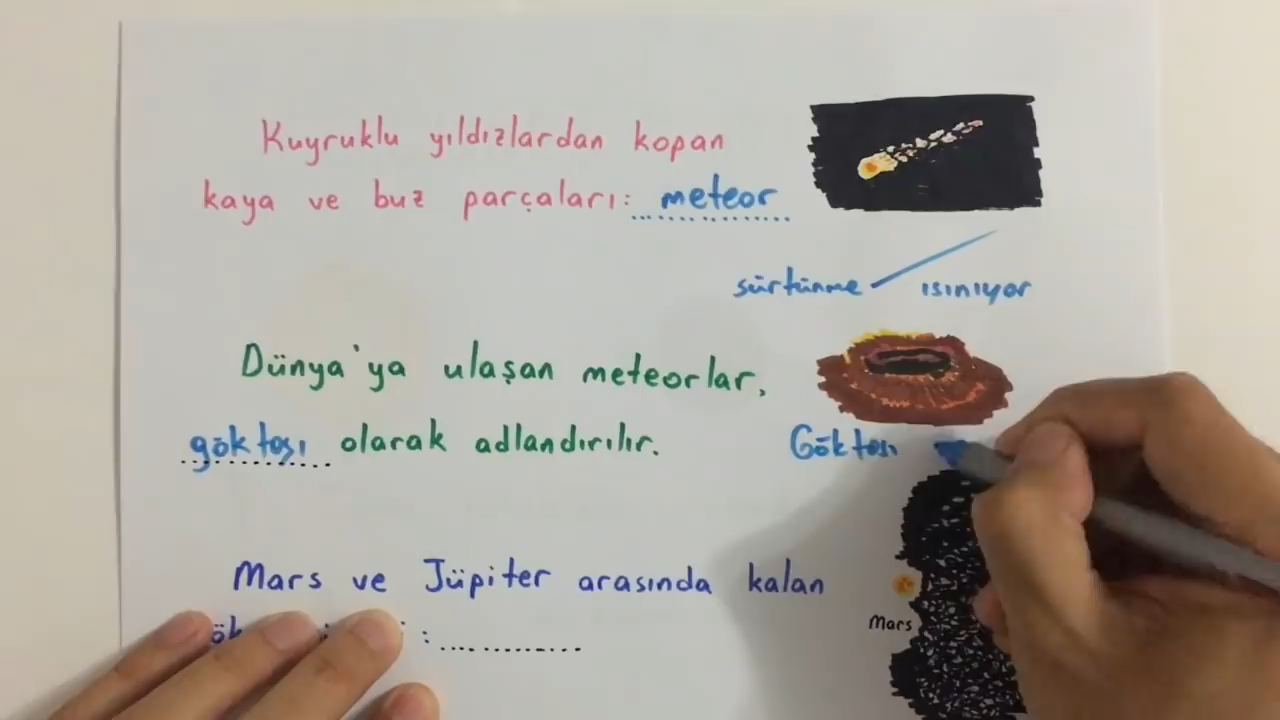 Kuyruklu yıldızlardan kopan
kaya ve buz parçaları: meteor
sürtünme ısınıyor
Dünya'ya ulaşan meteorlar,
göktaşı olarak adlandırılır.
Göktaşı
Mars ve Jüpiter arasında kalan
Mars